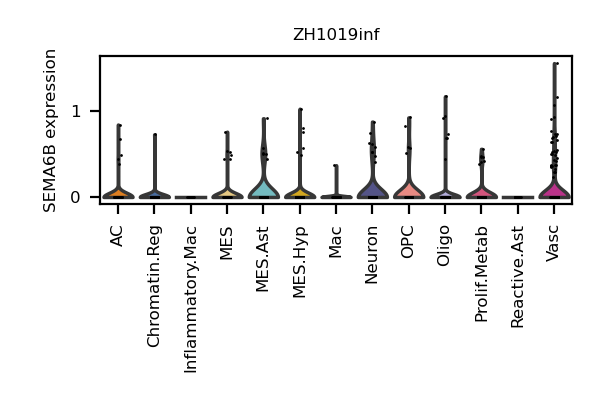 ZH1019inf
SEMA6B expression
1
0
AC
Chromatin.Reg
Inflammatory.Mac
MES
MES.Ast
MES.Hyp
Mac
Neuron
OPC
Oligo
Prolif.Metab
Reactive.Ast
Vasc